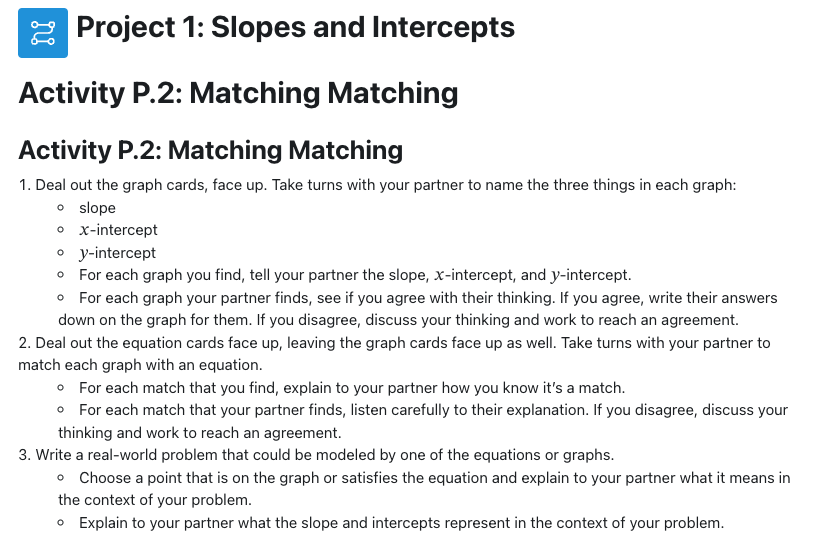 Project 1: Slopes and Intercepts
Activity P.2: Matching Matching
Activity P.2: Matching Matching
1. Deal out the graph cards, face up. Take turns with your partner to name the three things in each graph:
∘ slope
∘ x-intercept
∘ y-intercept
∘ For each graph you find, tell your partner the slope, x-intercept, and y-intercept.
∘ For each graph your partner finds, see if you agree with their thinking. If you agree, write their answers
down on the graph for them. If you disagree, discuss your thinking and work to reach an agreement.
2. Deal out the equation cards face up, leaving the graph cards face up as well. Take turns with your partner to
match each graph with an equation.
∘ For each match that you find, explain to your partner how you know it’s a match.
∘ For each match that your partner finds, listen carefully to their explanation. If you disagree, discuss your
thinking and work to reach an agreement.
3. Write a real-world problem that could be modeled by one of the equations or graphs.
∘ Choose a point that is on the graph or satisfies the equation and explain to your partner what it means in
the context of your problem.
∘ Explain to your partner what the slope and intercepts represent in the context of your problem.